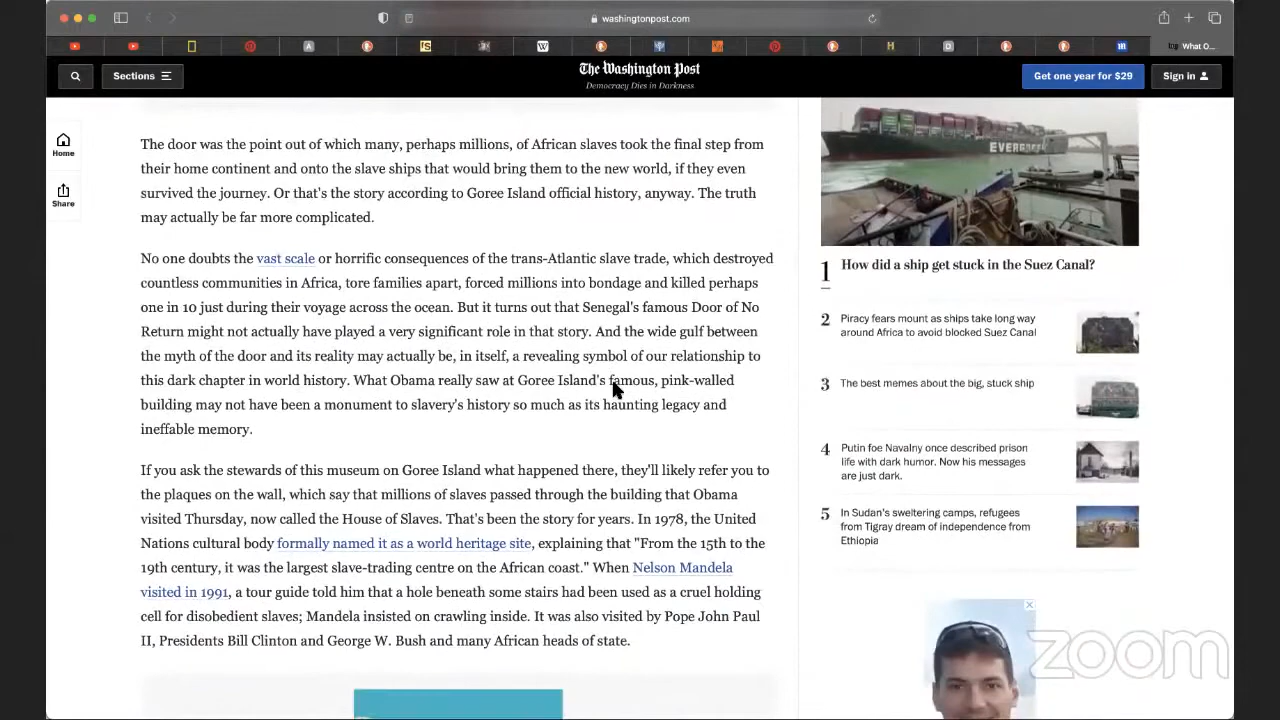 washingtonpost.com
What O...
Sections
The Washington Post
Democracy Dies in Darkness
Get one year for $29
Sign in
Home
Share
The door was the point out of which many, perhaps millions, of African slaves took the final step from
their home continent and onto the slave ships that would bring them to the new world, if they even
survived the journey. Or that's the story according to Goree Island official history, anyway. The truth
may actually be far more complicated.
No one doubts the vast scale or horrific consequences of the trans-Atlantic slave trade, which destroyed
countless communities in Africa, tore families apart, forced millions into bondage and killed perhaps
one in 10 just during their voyage across the ocean. But it turns out that Senegal's famous Door of No
Return might not actually have played a very significant role in that story. And the wide gulf between
the myth of the door and its reality may actually be, in itself, a revealing symbol of our relationship to
this dark chapter in world history. What Obama really saw at Goree Island's famous, pink-walled
building may not have been a monument to slavery's history so much as its haunting legacy and
ineffable memory.
If you ask the stewards of this museum on Goree Island what happened there, they'll likely refer you to
the plaques on the wall, which say that millions of slaves passed through the building that Obama
visited Thursday, now called the House of Slaves. That's been the story for years. In 1978, the United
Nations cultural body formally named it as a world heritage site, explaining that "From the 15th to the
19th century, it was the largest slave-trading centre on the African coast." When Nelson Mandela
visited in 1991, a tour guide told him that a hole beneath some stairs had been used as a cruel holding
cell for disobedient slaves; Mandela insisted on crawling inside. It was also visited by Pope John Paul
II, Presidents Bill Clinton and George W. Bush and many African heads of state.
EVERGREEN
1 How did a ship get stuck in the Suez Canal?
2 Piracy fears mount as ships take long way
around Africa to avoid blocked Suez Canal
3 The best memes about the big, stuck ship
4 Putin foe Navalny once described prison
life with dark humor. Now his messages
are just dark.
5 In Sudan's sweltering camps, refugees
from Tigray dream of independence from
Ethiopia
zoom